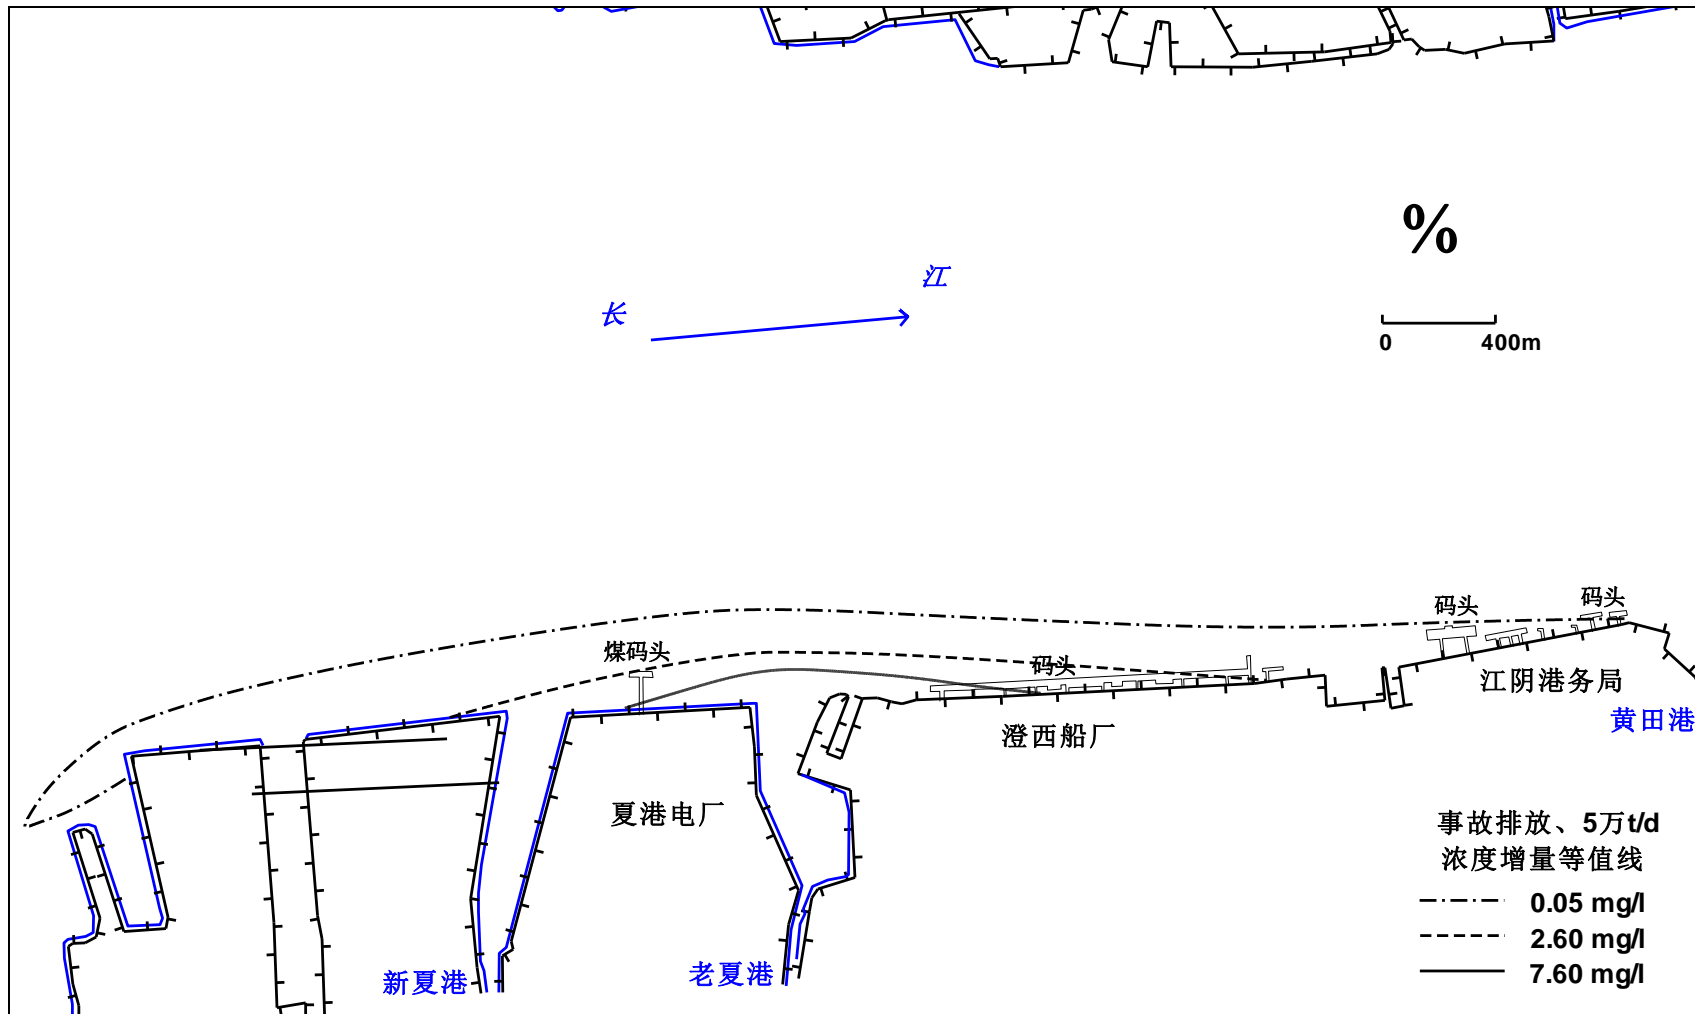 %
江
长
0 400m
码头
码头
煤码头
码头
江阴港务局
黄田港
澄西船厂
夏港电厂
事故排放、5万t/d
浓度增量等值线
0.05 mg/l
2.60 mg/l
7.60 mg/l
新夏港
老夏港